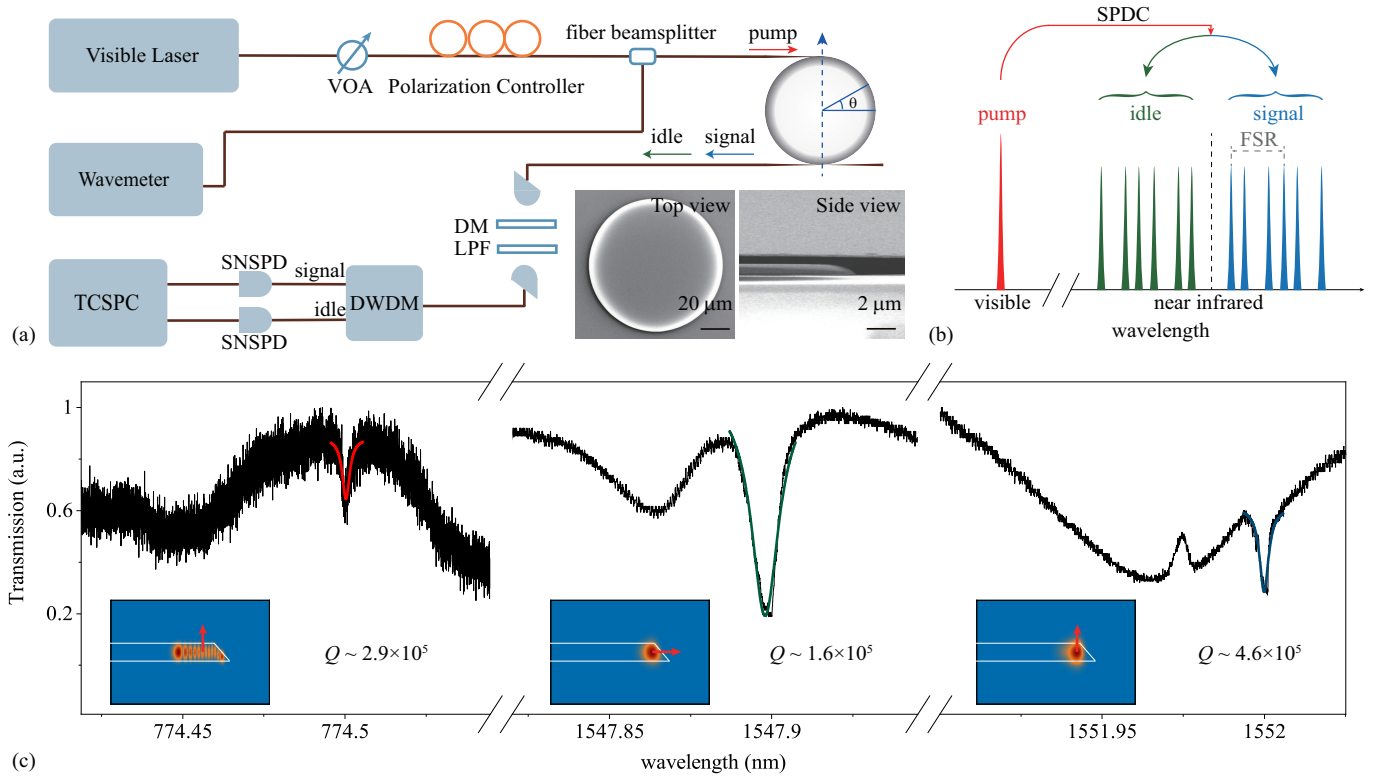 Visible Laser
VOA
Polarization Controller
fiber beamsplitter
pump
θ
Wavemeter
idle
signal
DM
LPF
Top view
20 μm
Side view
2 μm
TCSPC
SNSPD
signal
idle
SNSPD
DWDM
(a)
SPDC
pump
idle
signal
FSR
visible
near infrared
wavelength
(b)
Transmission (a.u.)
1
0.6
0.2
Q ~ 2.9×10⁵
Q ~ 1.6×10⁵
Q ~ 4.6×10⁵
774.45
774.5
1547.85
1547.9
1551.95
1552
wavelength (nm)
(c)